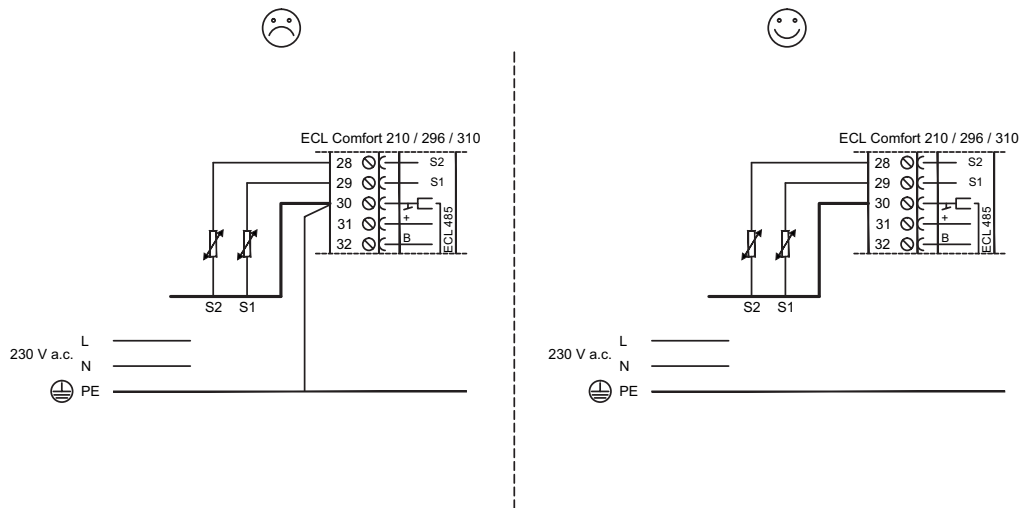 ECL Comfort 210 / 296 / 310
28 S2
29 S1
30
31 +
32 B
ECL 485
S2 S1
L
230 V a.c.
N
PE
ECL Comfort 210 / 296 / 310
28 S2
29 S1
30
31 +
32 B
ECL 485
S2 S1
L
230 V a.c.
N
PE